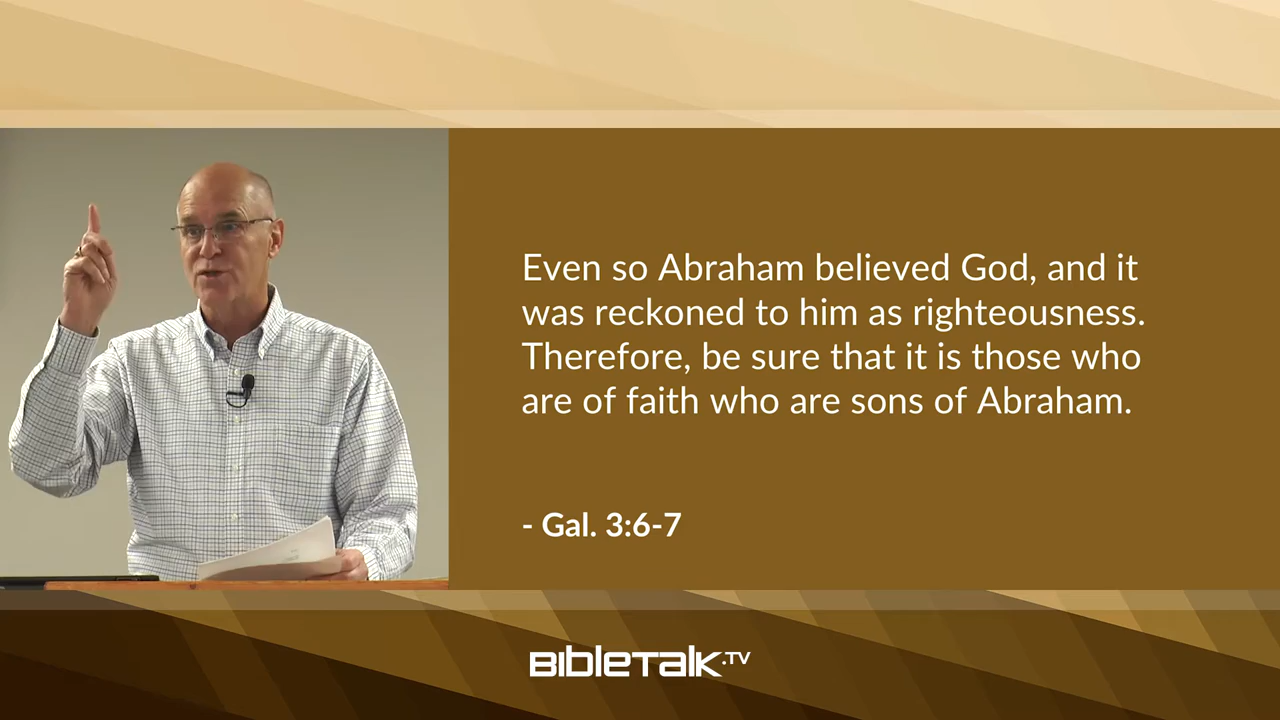 Even so Abraham believed God, and it
was reckoned to him as righteousness.
Therefore, be sure that it is those who
are of faith who are sons of Abraham.
- Gal. 3:6-7
BIBLETALK.TV